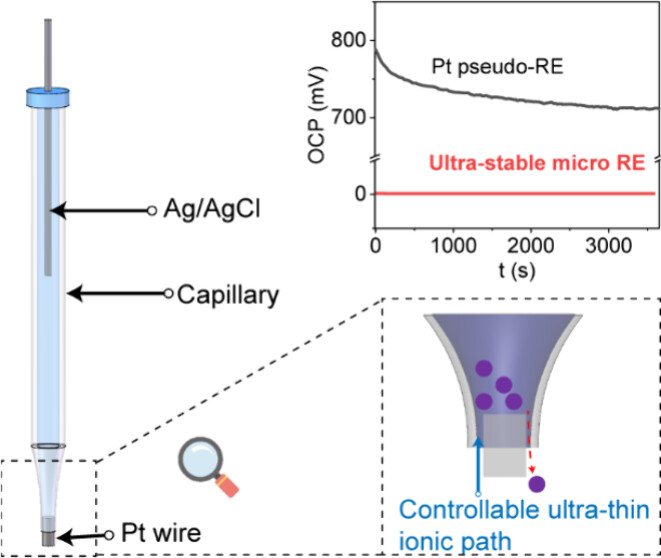 800
700
0
OCP (mV)
Pt pseudo-RE
Ultra-stable micro RE
0 1000 2000 3000
t (s)
Ag/AgCl
Capillary
Pt wire
Controllable ultra-thin
ionic path